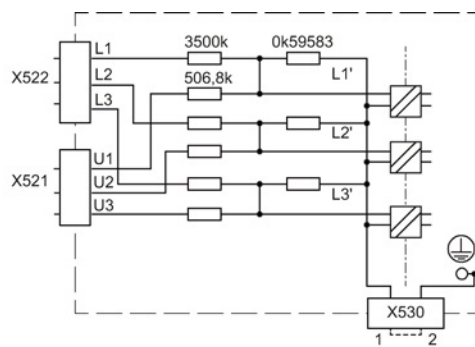 3500k 0k59583
L1
L1'
X522
L2
506,8k
L3
L2'
U1
X521
U2
L3'
U3
X530
1 2